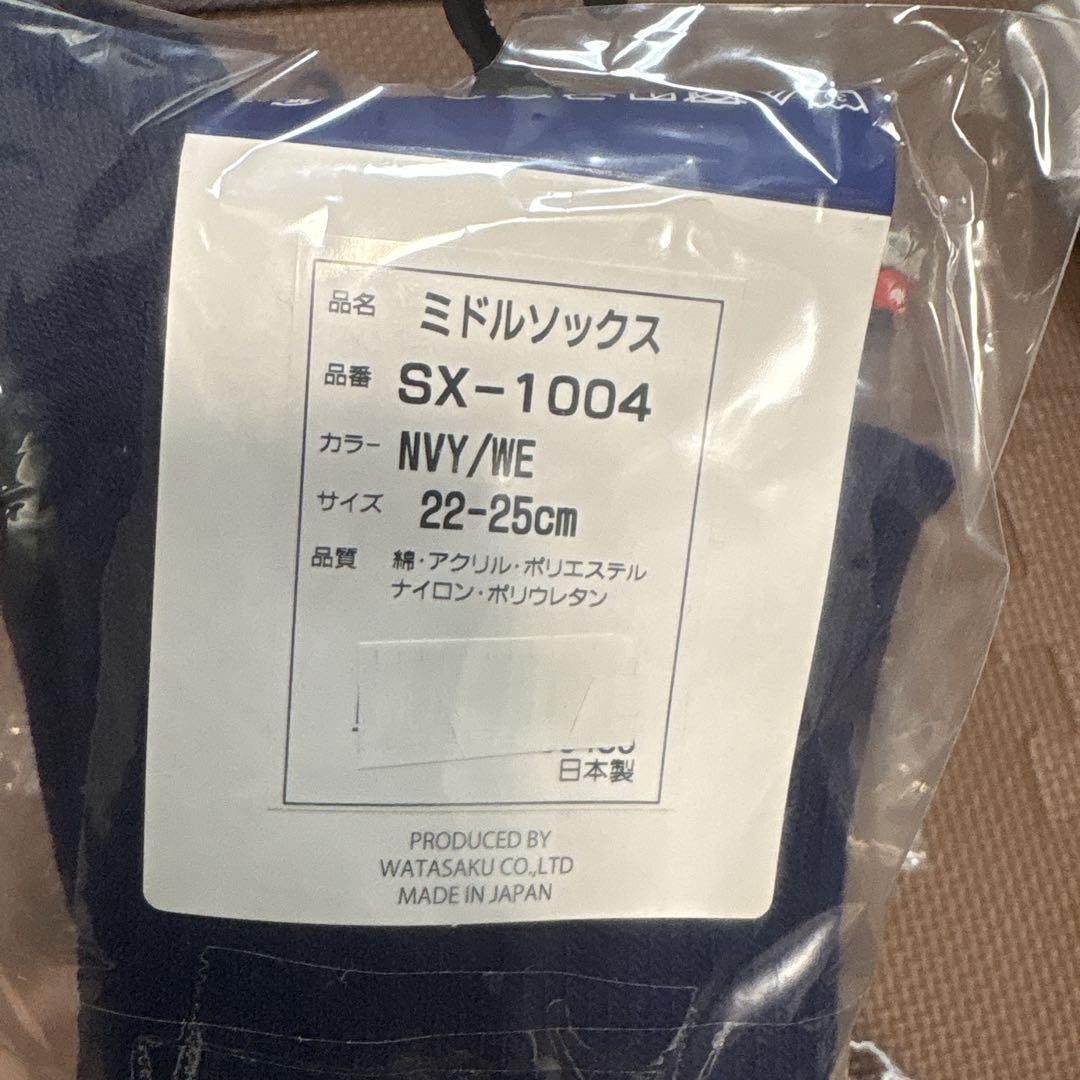 品名 ミドルソックス
品番 SX-1004
カラー NVY/WE
サイズ 22-25cm
品質 綿・アクリル・ポリエステル
ナイロン・ポリウレタン
日本製
PRODUCED BY
WATASAKU CO.,LTD
MADE IN JAPAN